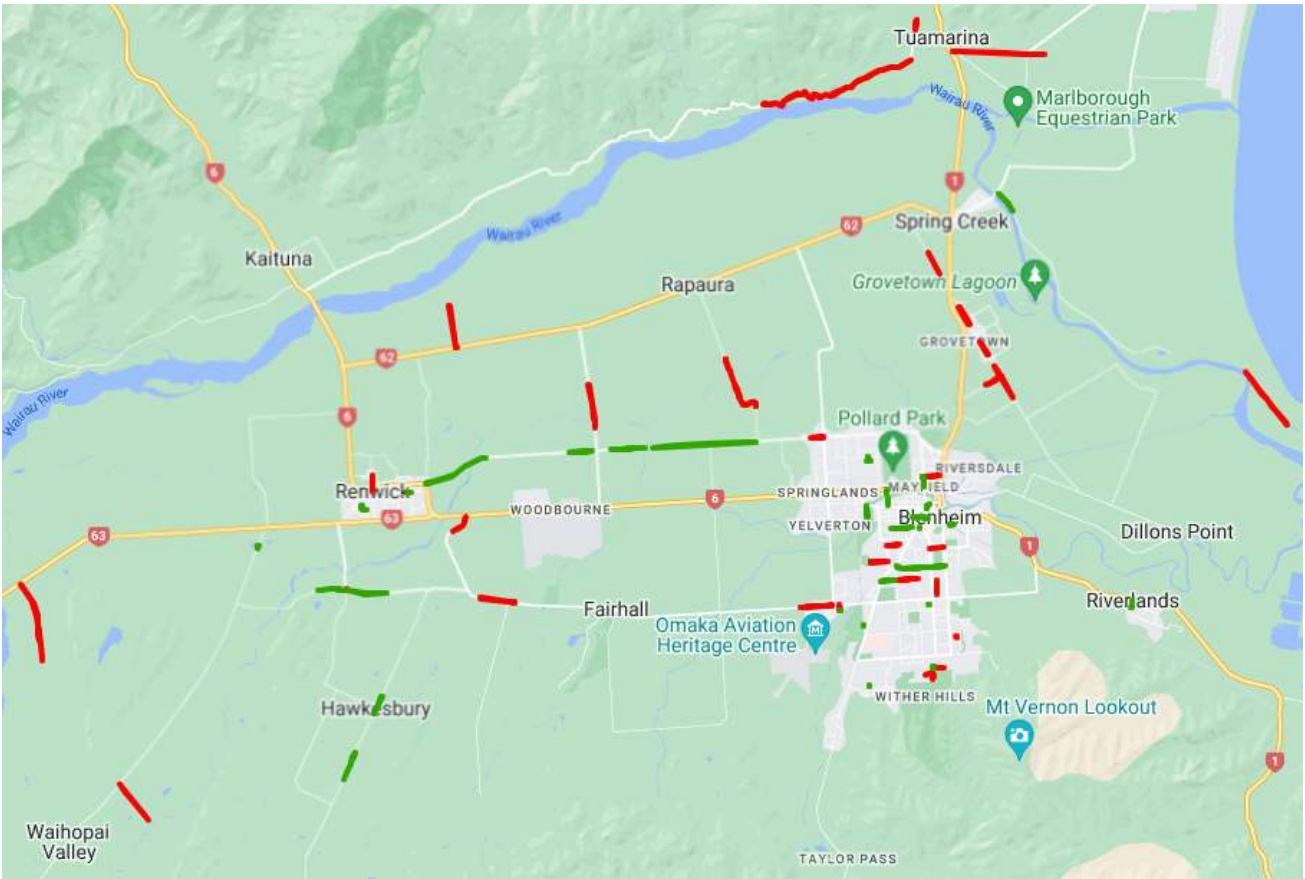 Tuamarina
Wairau River
Marlborough
Equestrian Park
6
1
Spring Creek
62
Wairau River
Kaituna
Rapaura
Grovetown Lagoon
GROVETOWN
62
Wairau River
6
Pollard Park
RIVERSDALE
Renwick
SPRINGLANDS
MAYFIELD
WOODBOURNE
6
63
YELVERTON
Blenheim
63
Dillons Point
1
Riverlands
Fairhall
Omaka Aviation
Heritage Centre
WITHER HILLS
Hawkesbury
Mt Vernon Lookout
1
Waihopai
Valley
TAYLOR PASS